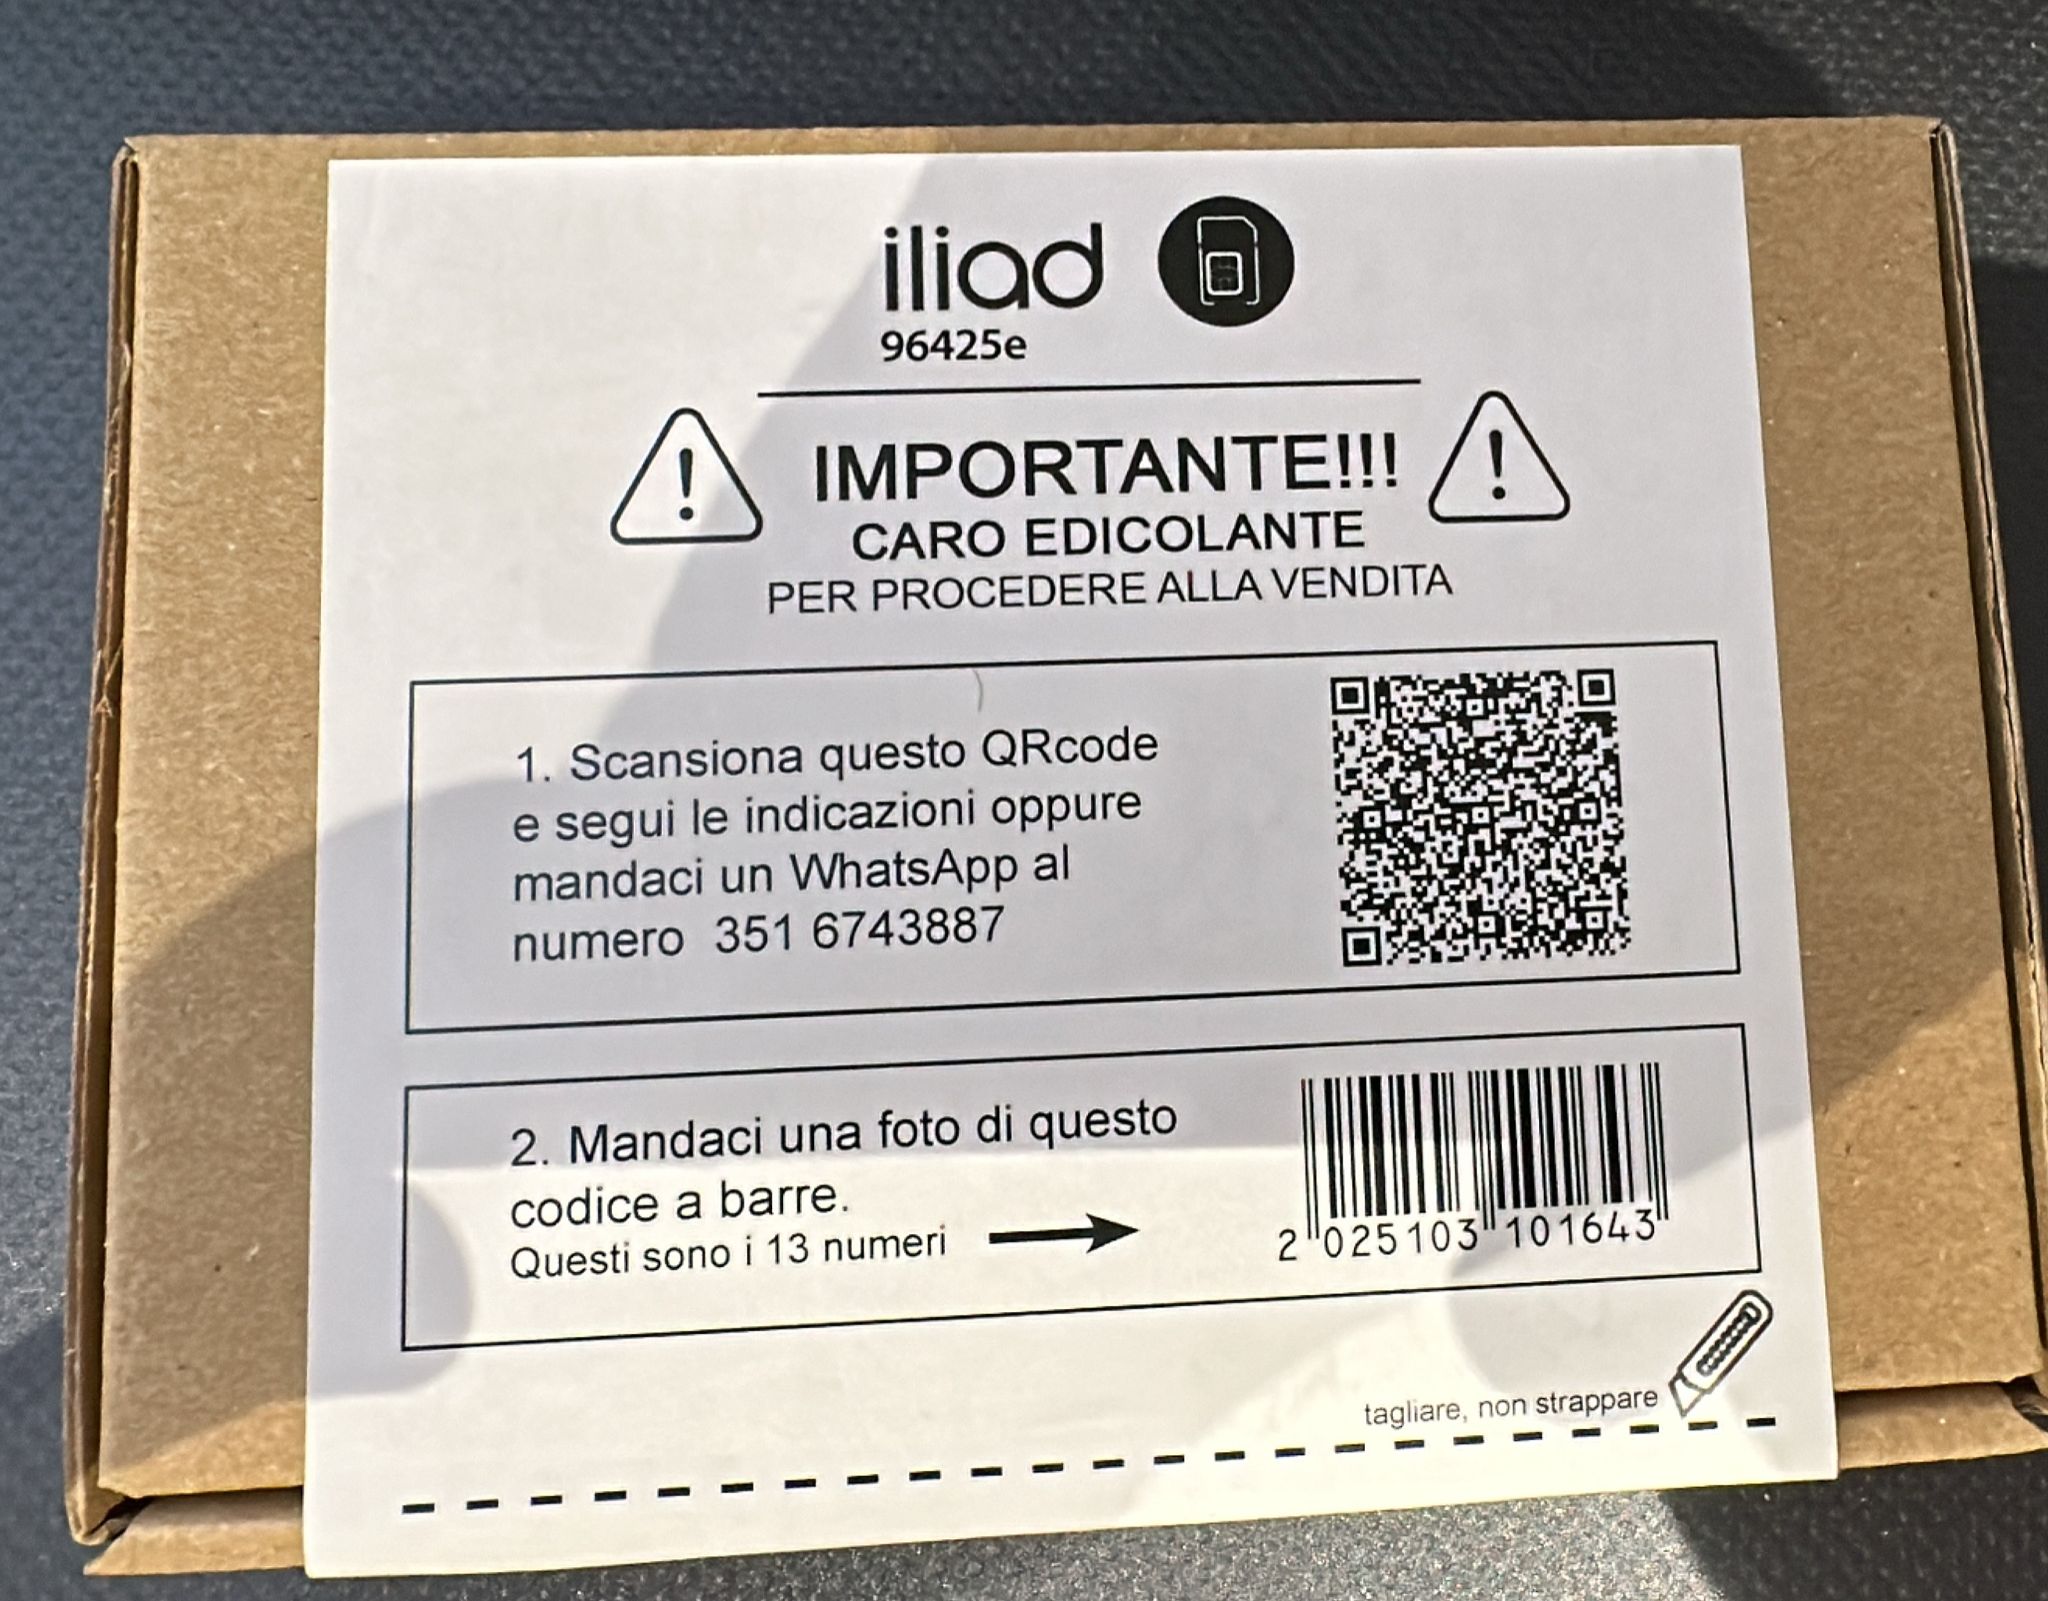 iliad
96425e
IMPORTANTE!!!
CARO EDICOLANTE
PER PROCEDERE ALLA VENDITA
1. Scansiona questo QRcode
e segui le indicazioni oppure
mandaci un WhatsApp al
numero 351 6743887
2. Mandaci una foto di questo
codice a barre.
Questi sono i 13 numeri
2 025103 101643
tagliare, non strappare